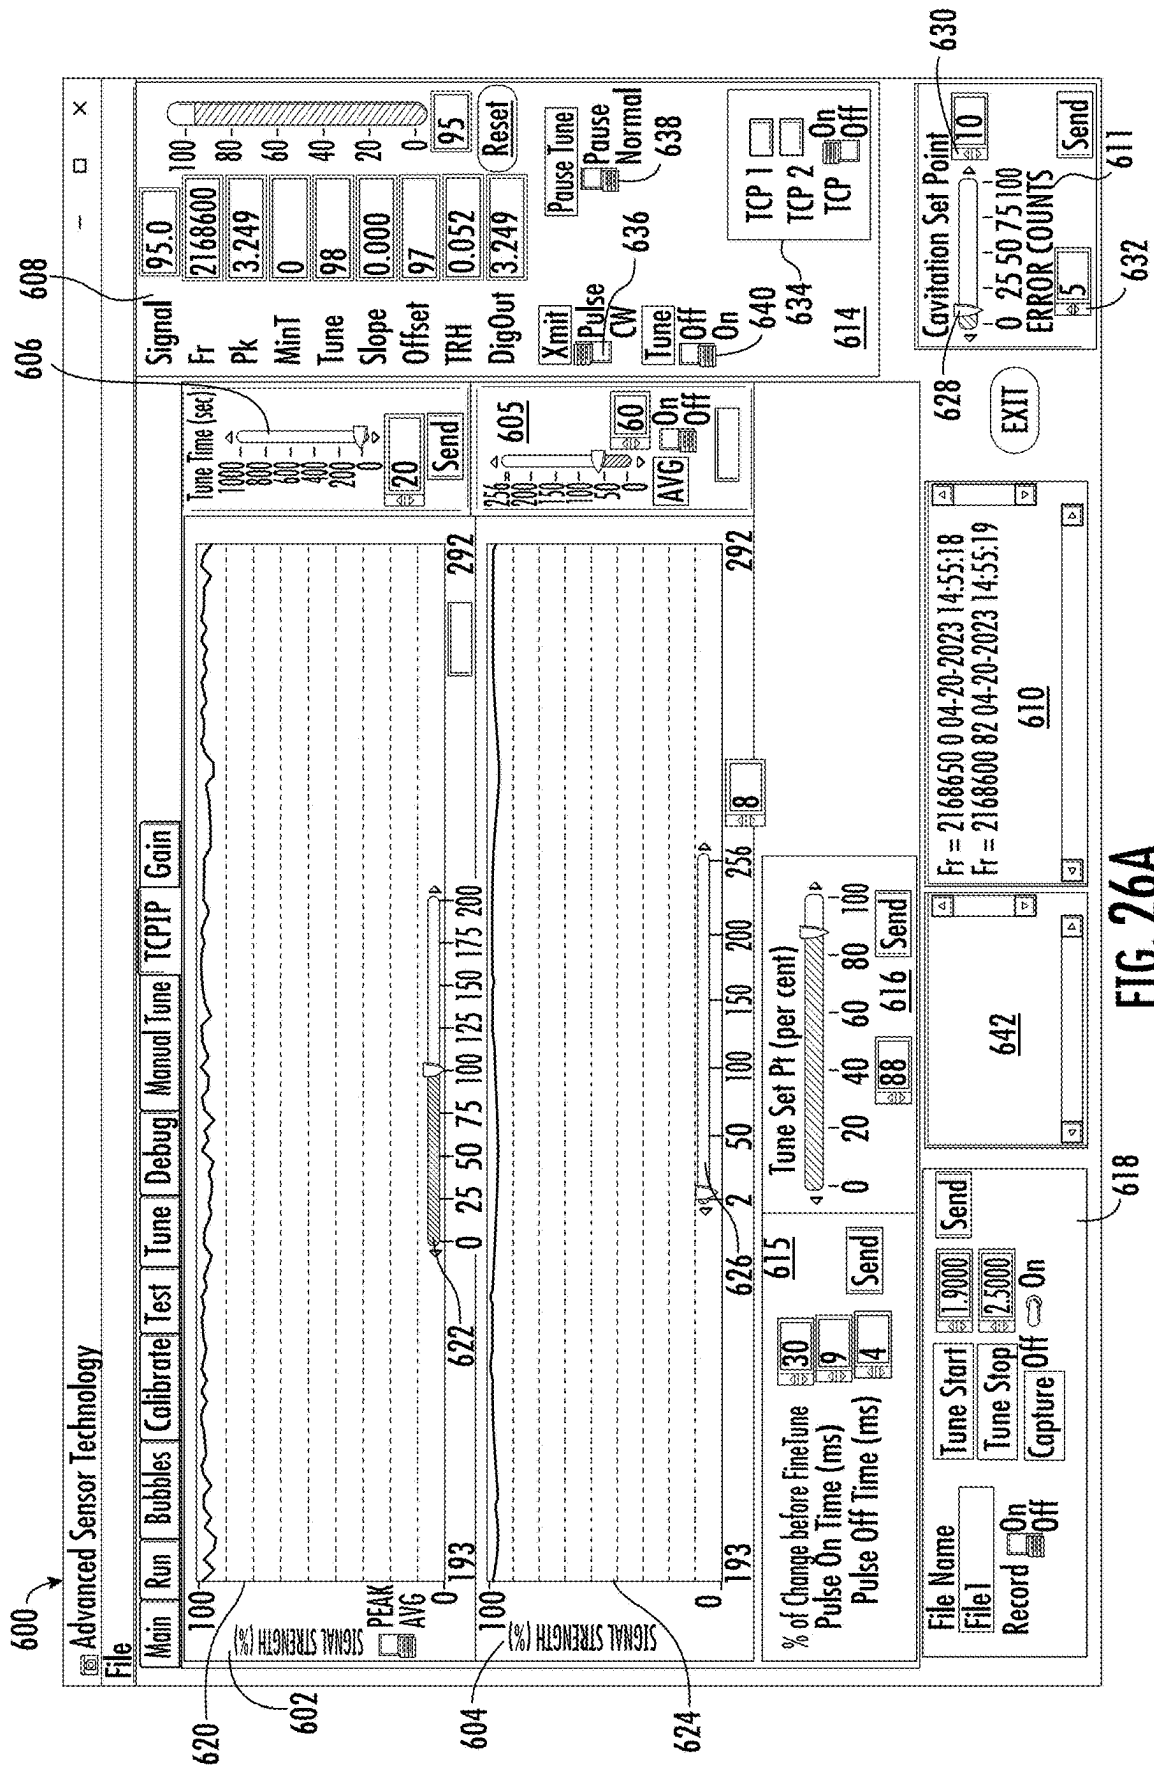 600
Advanced Sensor Technology
File
Main Run Bubbles Calibrate Test Tune Debug Manual Tune TCPIP Gain
620
602
100
SIGNAL STRENGTH (%)
PEAK
AVG
0
193
622
0 25 50 75 100 125 150 175 200
292
604
100
SIGNAL STRENGTH (%)
0
624
193
626
2 50 100 150 200 256
8
292
606
Tune Time (sec)
1000
800
600
400
200
0
20
Send
605
256
200
150
100
50
0
60
AVG
On
Off
608
Signal 95.0
Fr 2168600
Pk 3.249
MinT 0
Tune 98
Slope 0.000
Offset 97
TRH 0.052
DigOut 3.249
100
80
60
40
20
0
95
Reset
Xmit
Pulse
CW
636
Pause Tune
Pause
Normal
638
Tune
Off
On
640
634
TCP 1
TCP 2
TCP
On
Off
614
% of Change before FineTune 30
Pulse On Time (ms) 9
Pulse Off Time (ms) 4
615
Send
Tune Set Pt (per cent)
0 20 40 60 80 100
88
616
Send
File Name
File1
Record
On
Off
Tune Start 1.9000
Tune Stop 2.5000
Send
Capture Off On
618
642
Fr = 2168650 0 04-20-2023 14:55:18
Fr = 2168600 82 04-20-2023 14:55:19
610
EXIT
628
Cavitation Set Point
0 25 50 75 100
10
630
ERROR COUNTS
5
Send
611
632
FIG. 26A